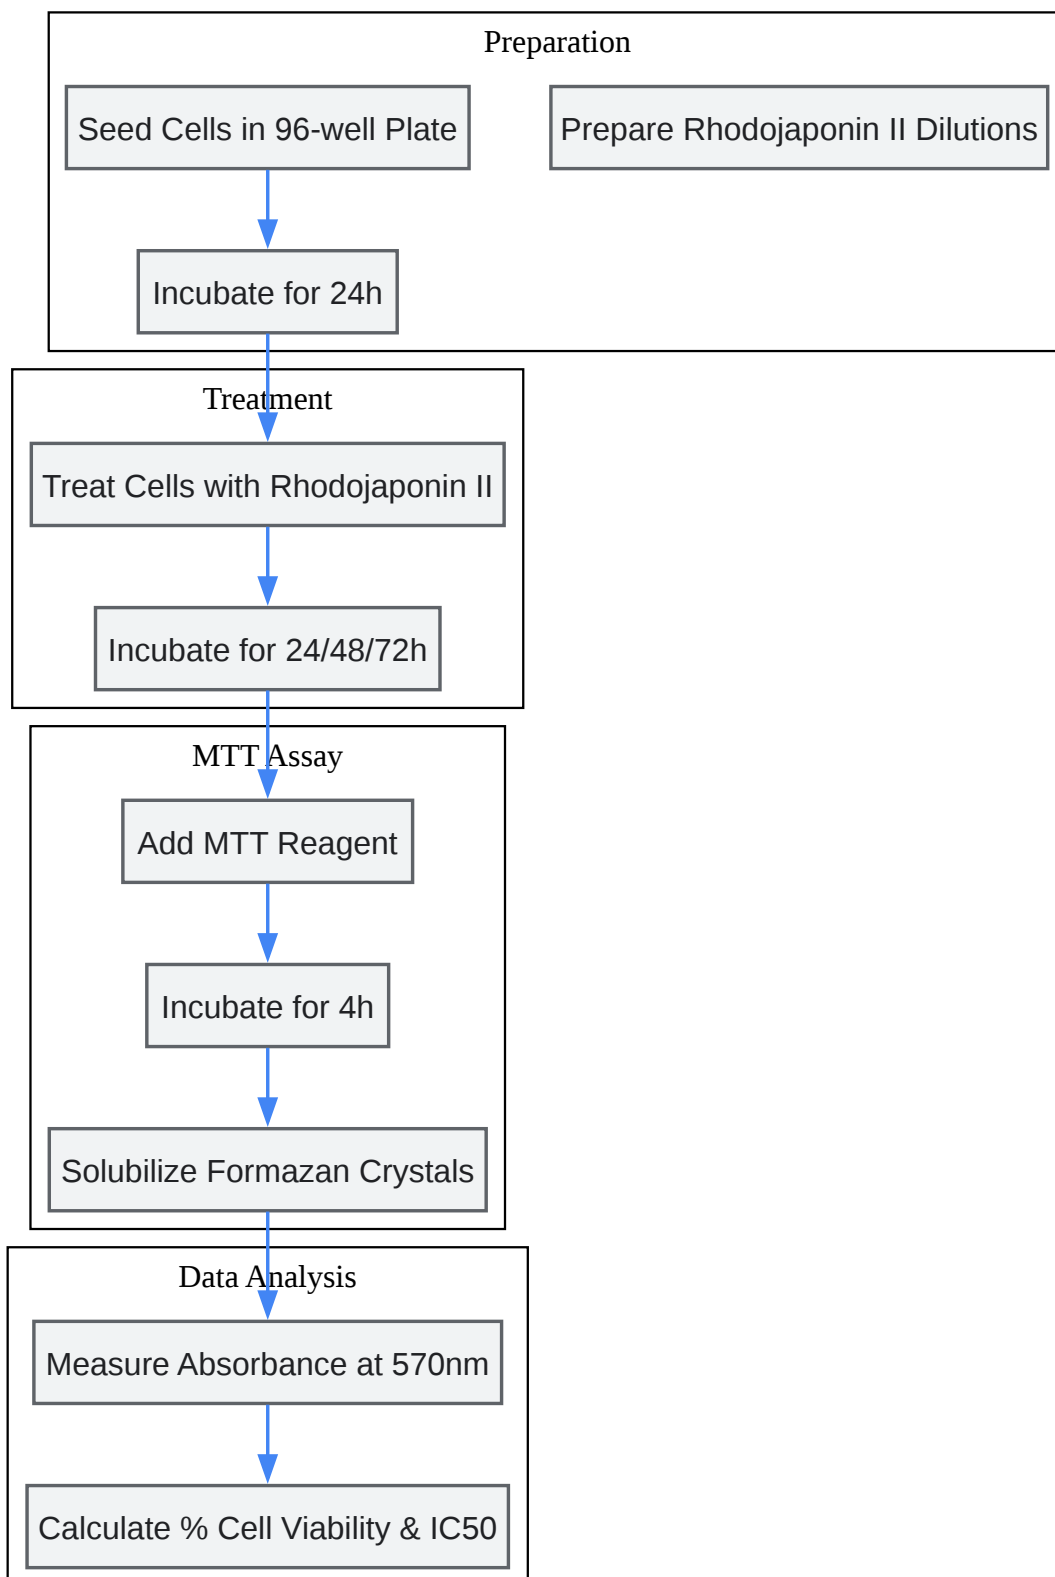 Preparation
Seed Cells in 96-well Plate
Prepare Rhodojaponin II Dilutions
Incubate for 24h
Treatment
Treat Cells with Rhodojaponin II
Incubate for 24/48/72h
MTT Assay
Add MTT Reagent
Incubate for 4h
Solubilize Formazan Crystals
Data Analysis
Measure Absorbance at 570nm
Calculate % Cell Viability & IC50